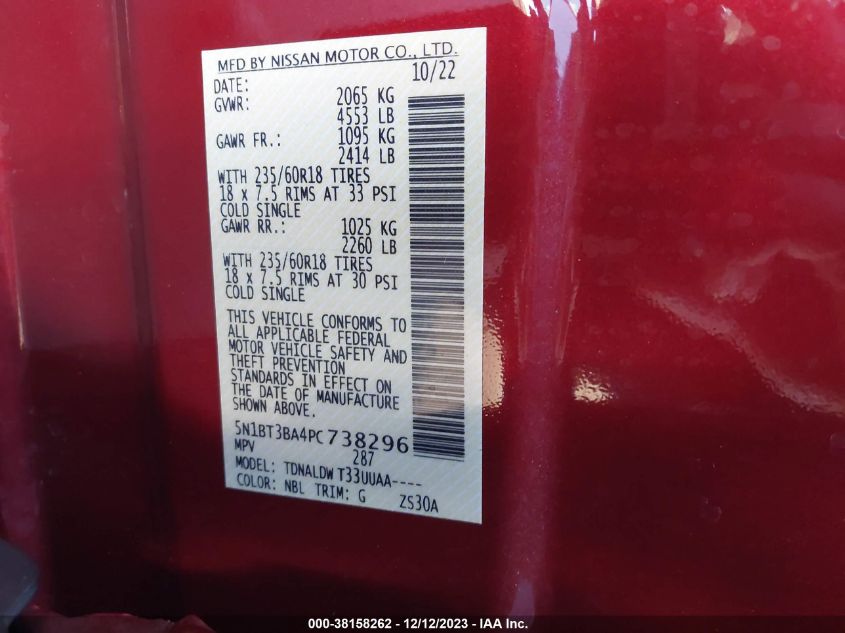 MFD BY NISSAN MOTOR CO., LTD.
DATE: 10/22
GVWR: 2065 KG
4553 LB
GAWR FR.: 1095 KG
2414 LB
WITH 235/60R18 TIRES
18 x 7.5 RIMS AT 33 PSI
COLD SINGLE
GAWR RR.: 1025 KG
2260 LB
WITH 235/60R18 TIRES
18 x 7.5 RIMS AT 30 PSI
COLD SINGLE
THIS VEHICLE CONFORMS TO
ALL APPLICABLE FEDERAL
MOTOR VEHICLE SAFETY AND
THEFT PREVENTION
STANDARDS IN EFFECT ON
THE DATE OF MANUFACTURE
SHOWN ABOVE.
5N1BT3BA4PC738296
MPV 287
MODEL: TDNALDW T33UUAA----
COLOR: NBL TRIM: G ZS30A
000-38158262 - 12/12/2023 - IAA Inc.